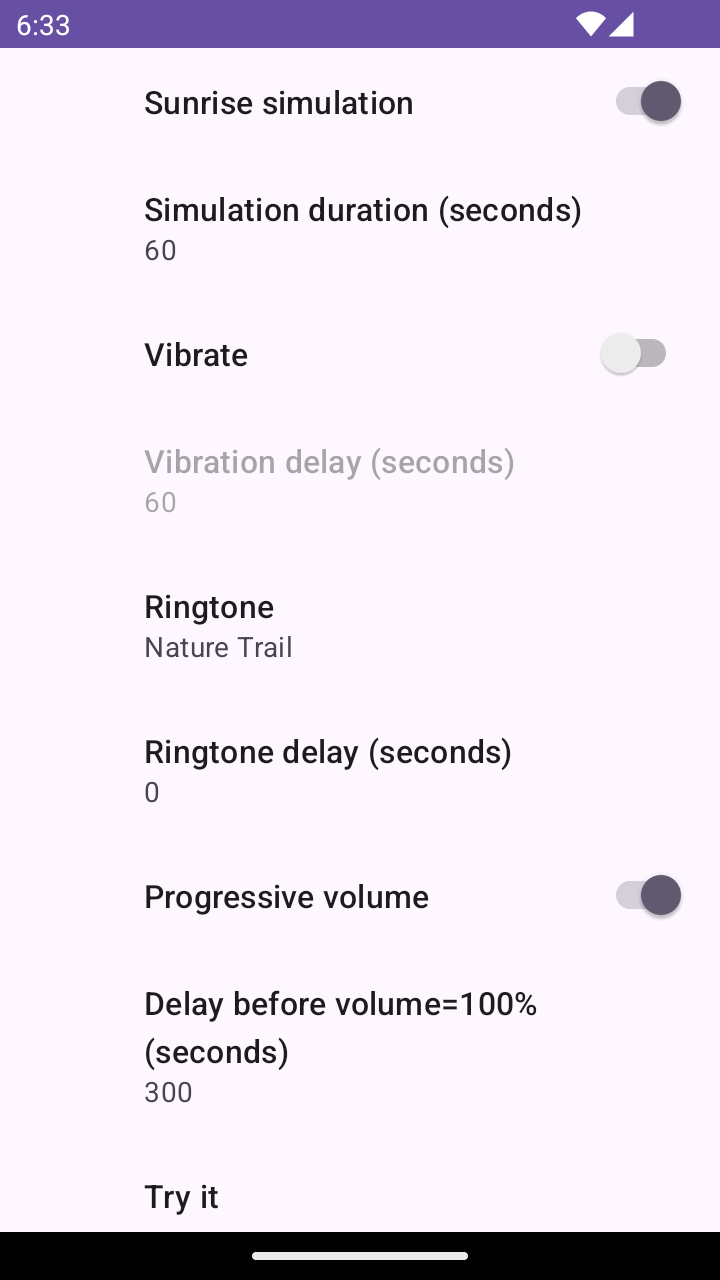 6:33
Sunrise simulation
Simulation duration (seconds)
60
Vibrate
Vibration delay (seconds)
60
Ringtone
Nature Trail
Ringtone delay (seconds)
0
Progressive volume
Delay before volume=100%
(seconds)
300
Try it